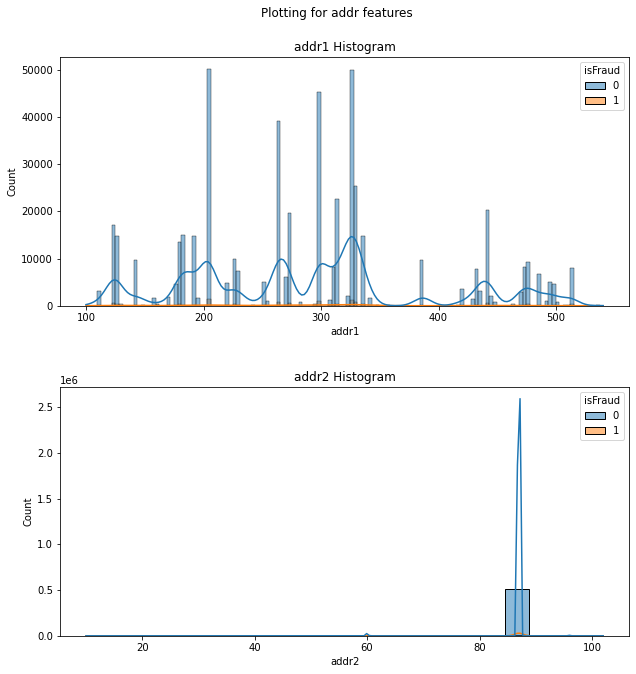 Plotting for addr features
addr1 Histogram
isFraud
0
1
50000
40000
30000
20000
10000
0
Count
100 200 300 400 500
addr1
addr2 Histogram
1e6
isFraud
0
1
2.5
2.0
1.5
1.0
0.5
0.0
Count
20 40 60 80 100
addr2